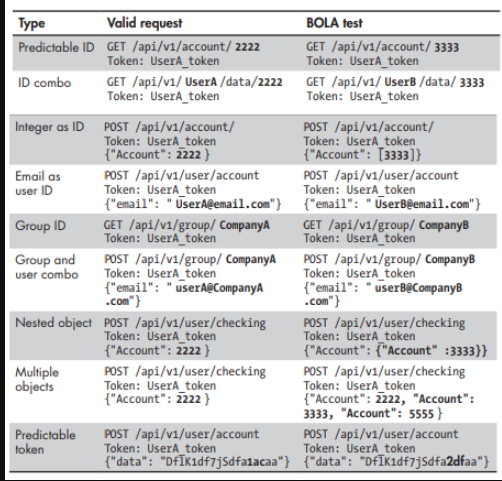 Type Valid request BOLA test
Predictable ID GET /api/v1/account/ 2222 GET /api/v1/account/ 3333
Token: UserA_token Token: UserA_token
ID combo GET /api/v1/ UserA /data/2222 GET /api/v1/ UserB /data/ 3333
Token: UserA_token Token: UserA_token
Integer as ID POST /api/v1/account/ POST /api/v1/account/
Token: UserA_token Token: UserA_token
{"Account": 2222 } {"Account": [3333]}
Email as POST /api/v1/user/account POST /api/v1/user/account
user ID Token: UserA_token Token: UserA_token
{"email": " UserA@email.com"} {"email": " UserB@email.com"}
Group ID GET /api/v1/group/ CompanyA GET /api/v1/group/ CompanyB
Token: UserA_token Token: UserA_token
Group and POST /api/v1/group/ CompanyA POST /api/v1/group/ CompanyB
user combo Token: UserA_token Token: UserA_token
{"email": " userA@CompanyA {"email": " userB@CompanyB
.com"} .com"}
Nested object POST /api/v1/user/checking POST /api/v1/user/checking
Token: UserA_token Token: UserA_token
{"Account": 2222 } {"Account": {"Account" :3333}}
Multiple POST /api/v1/user/checking POST /api/v1/user/checking
objects Token: UserA_token Token: UserA_token
{"Account": 2222 } {"Account": 2222, "Account":
3333, "Account": 5555 }
Predictable POST /api/v1/user/account POST /api/v1/user/account
token Token: UserA_token Token: UserA_token
{"data": "DflK1df7jSdfa1acaa"} {"data": "DflK1df7jSdfa2dfaa"}